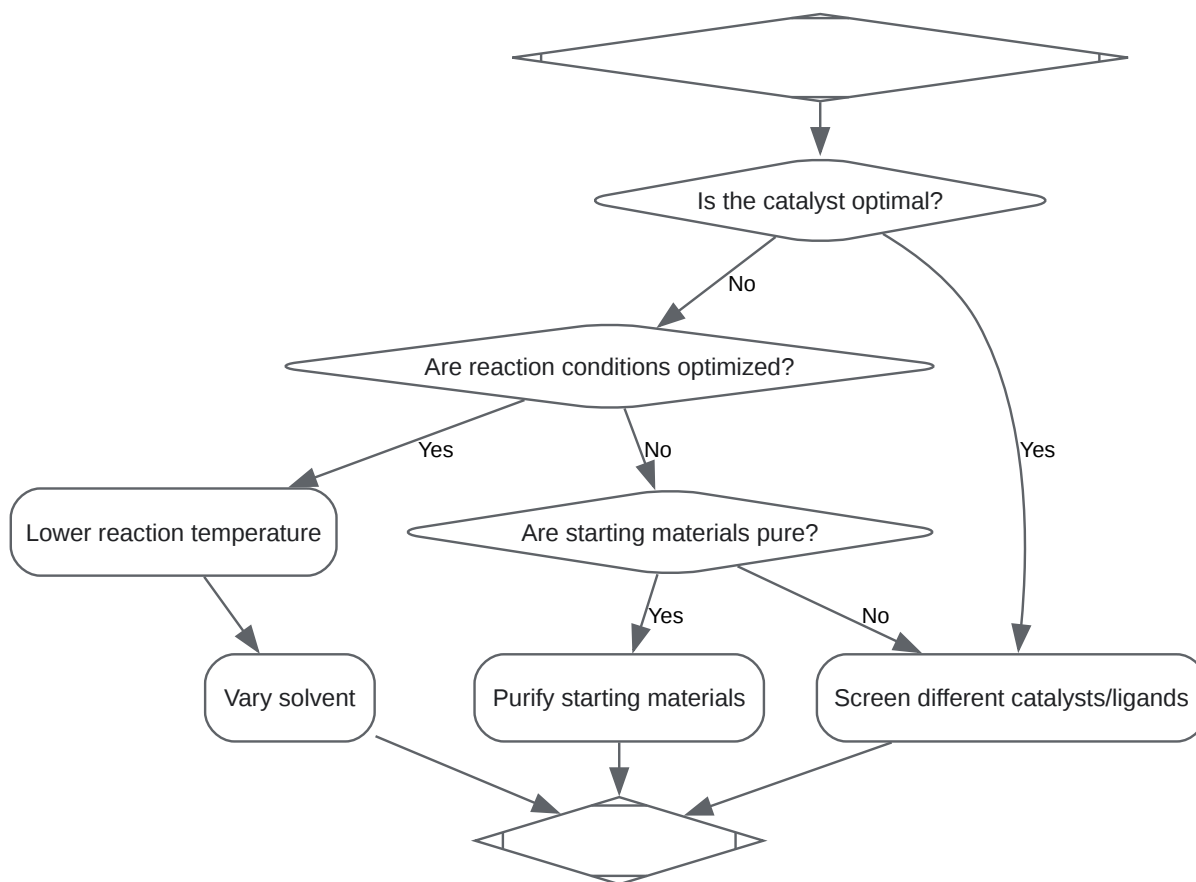 Is the catalyst optimal?
No
Are reaction conditions optimized?
Yes
No
Yes
Lower reaction temperature
Are starting materials pure?
Yes
No
Vary solvent
Purify starting materials
Screen different catalysts/ligands